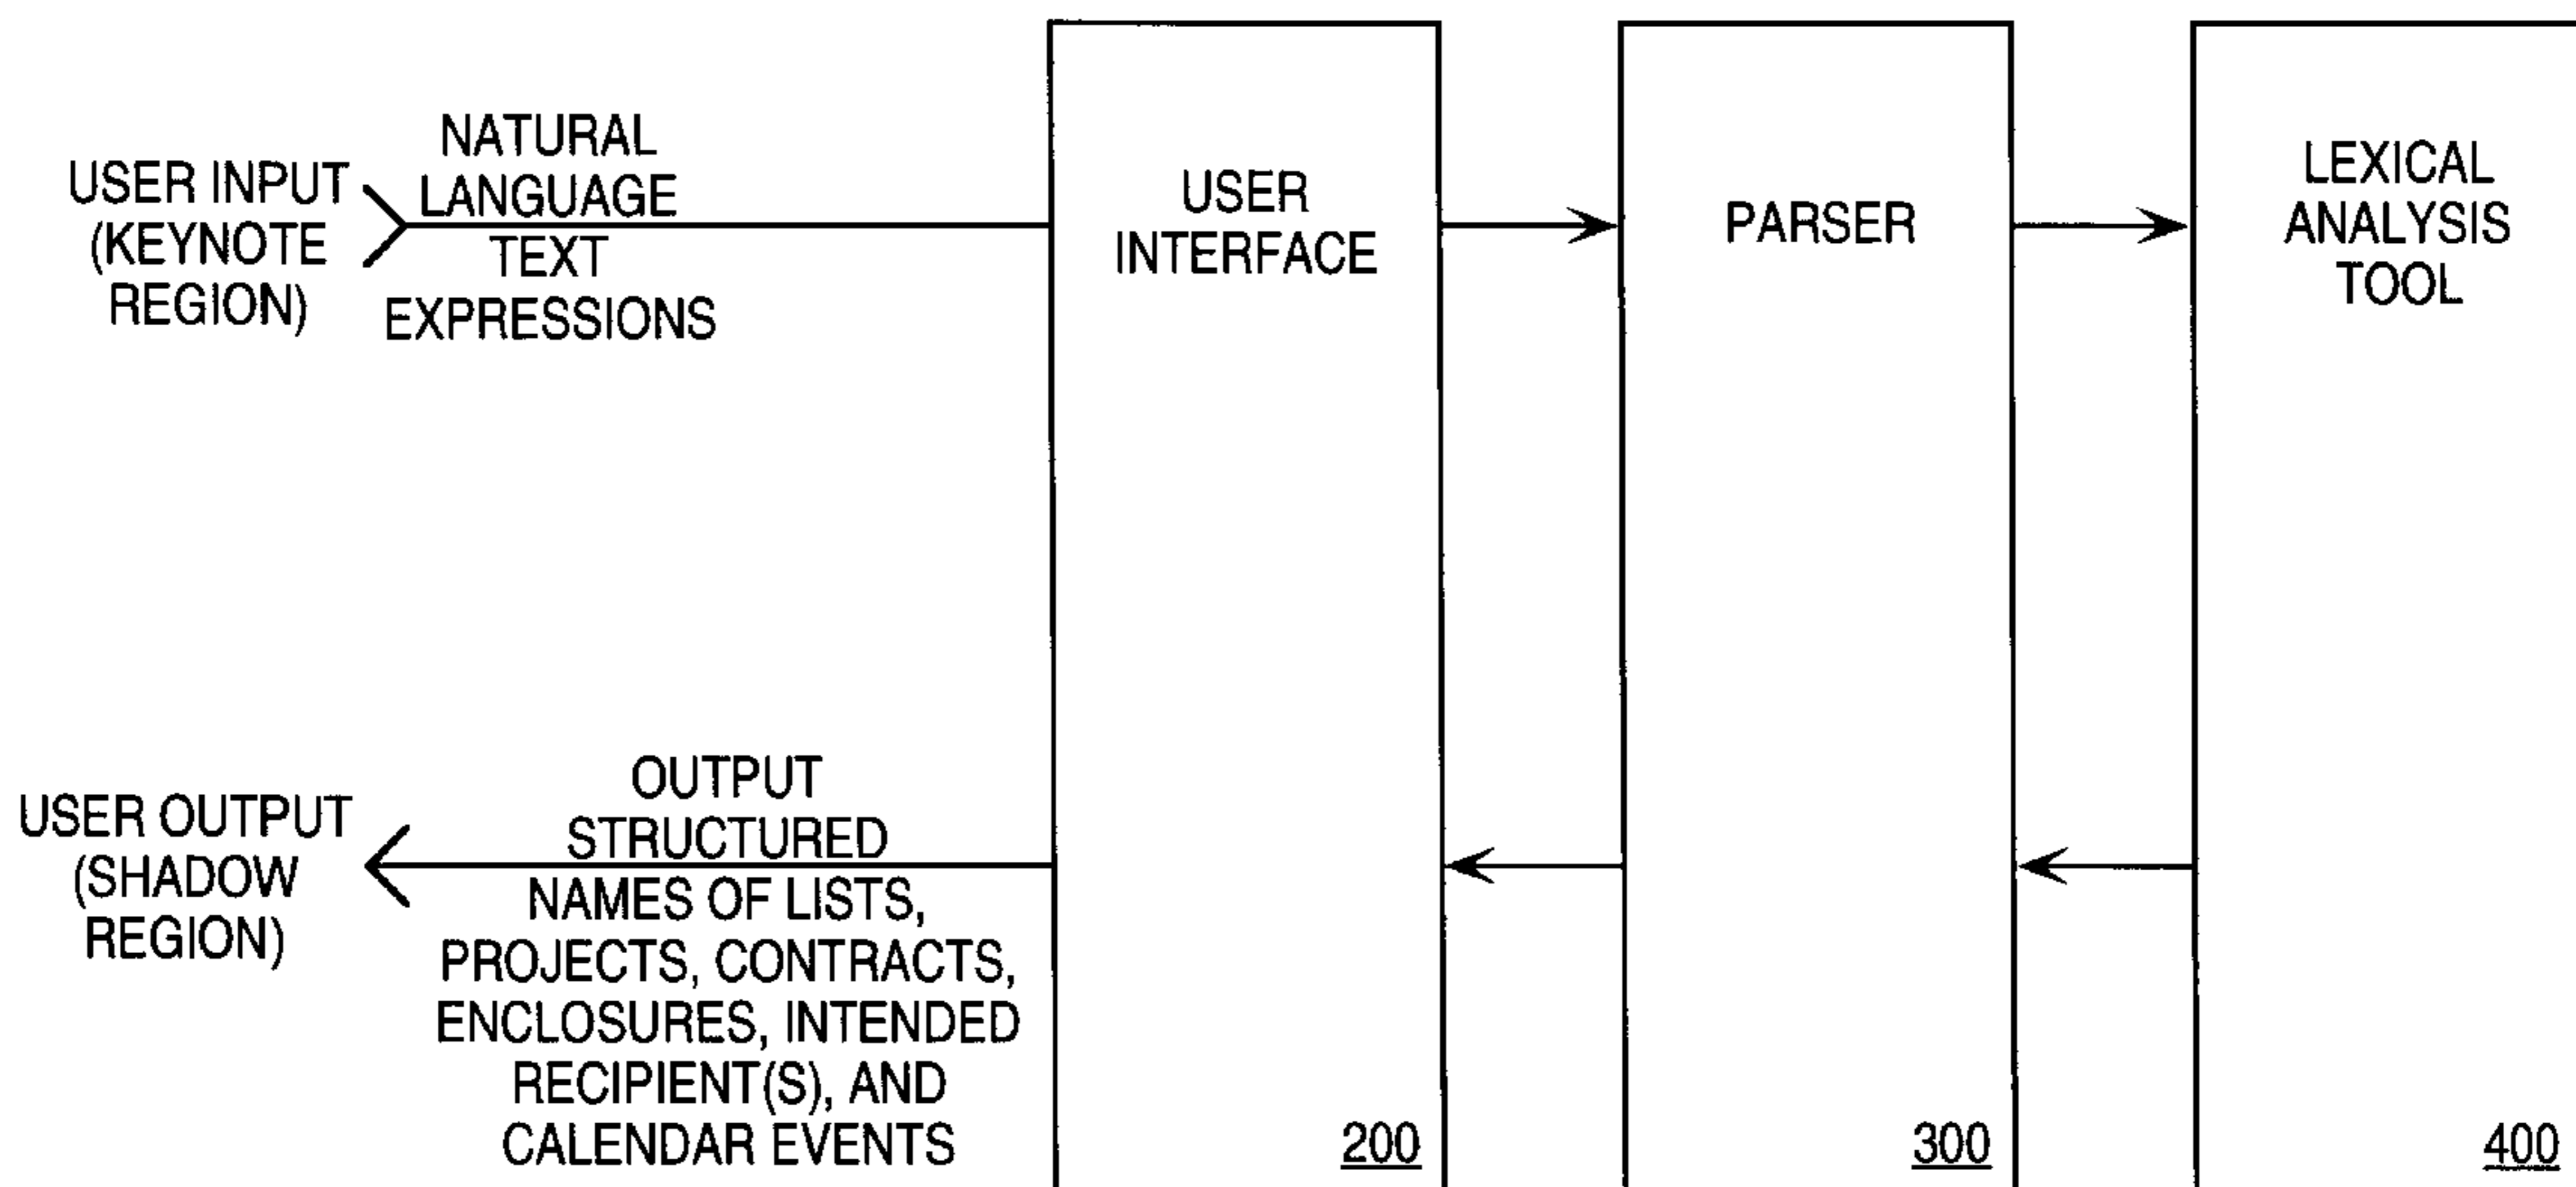 USER INPUT
(KEYNOTE
REGION)
NATURAL
LANGUAGE
TEXT
EXPRESSIONS
USER
INTERFACE
PARSER
LEXICAL
ANALYSIS
TOOL
USER OUTPUT
(SHADOW
REGION)
OUTPUT
STRUCTURED
NAMES OF LISTS,
PROJECTS, CONTRACTS,
ENCLOSURES, INTENDED
RECIPIENT(S), AND
CALENDAR EVENTS
200
300
400